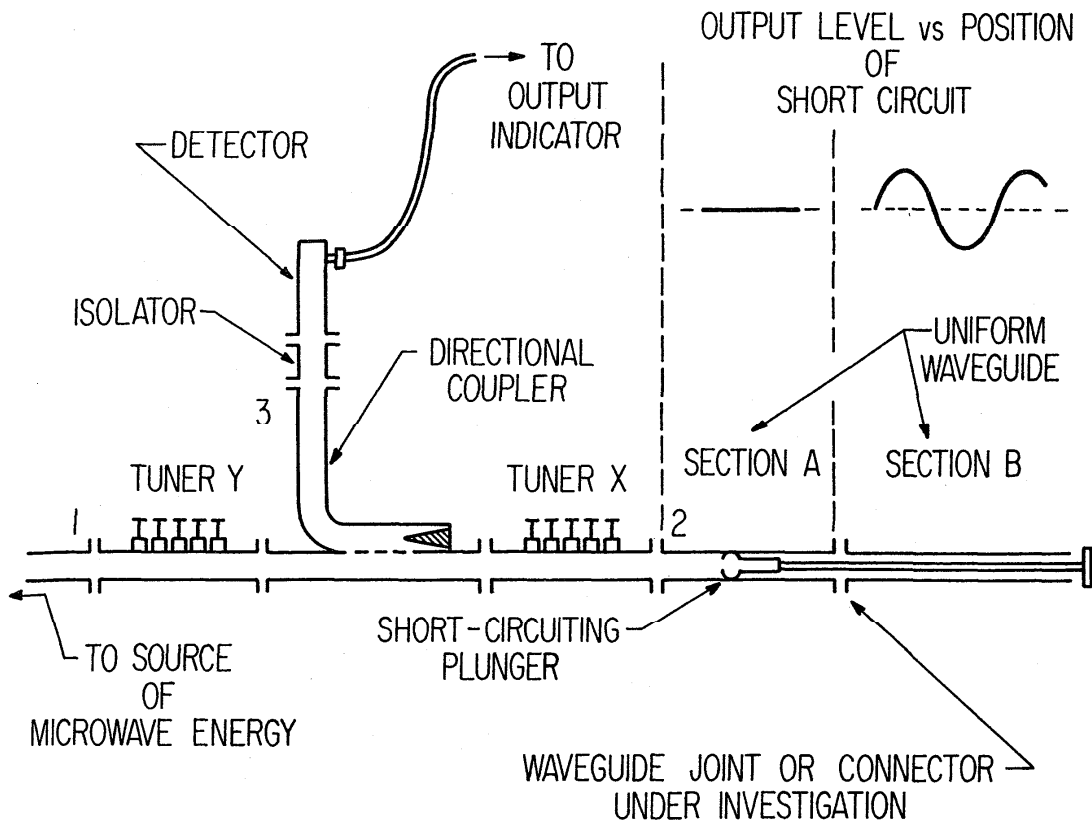 OUTPUT LEVEL vs POSITION
OF
SHORT CIRCUIT
TO
OUTPUT
INDICATOR
DETECTOR
ISOLATOR
DIRECTIONAL
COUPLER
UNIFORM
WAVEGUIDE
3
TUNER Y
TUNER X
SECTION A
SECTION B
1
2
SHORT-CIRCUITING
PLUNGER
TO SOURCE
OF
MICROWAVE ENERGY
WAVEGUIDE JOINT OR CONNECTOR
UNDER INVESTIGATION